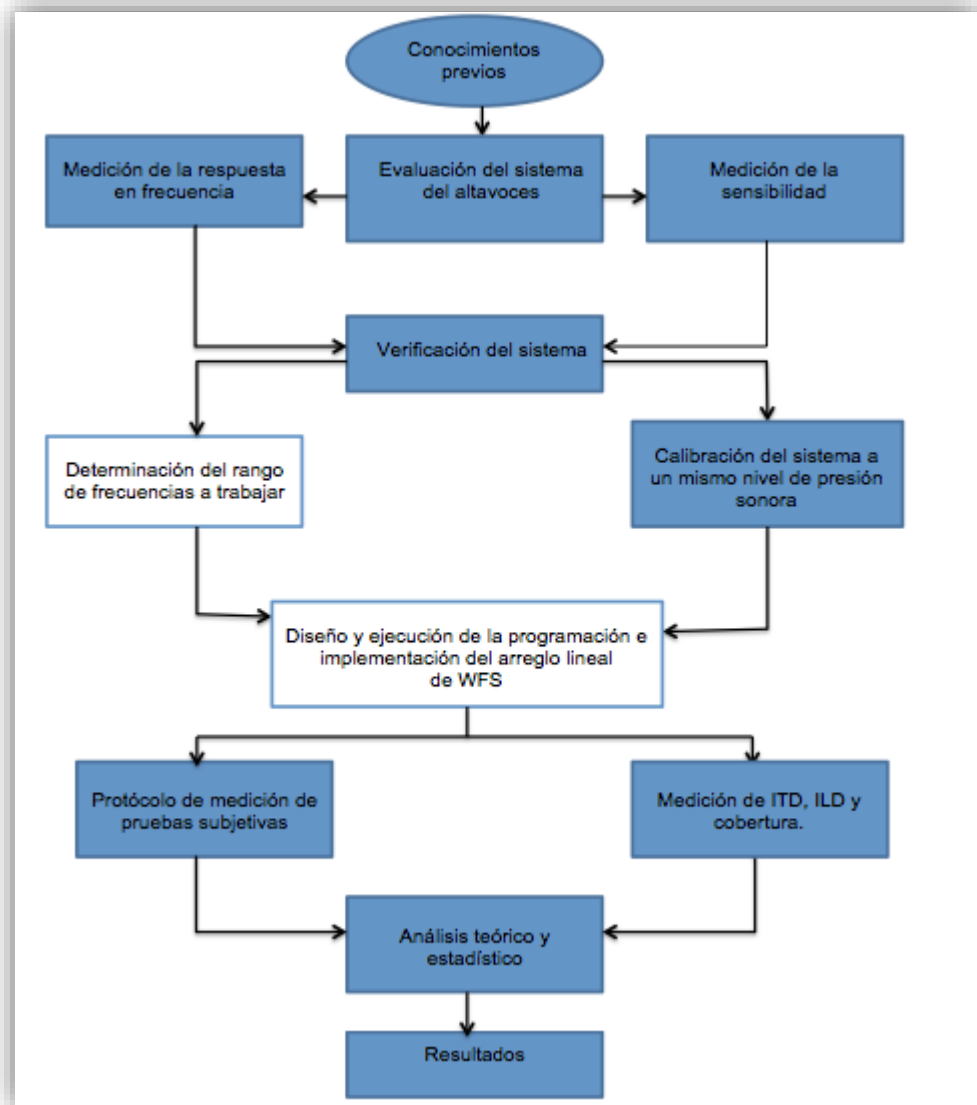 Conocimientos
previos
Medición de la respuesta
en frecuencia
Evaluación del sistema
del altavoces
Medición de la
sensibilidad
Verificación del sistema
Determinación del rango
de frecuencias a trabajar
Calibración del sistema a
un mismo nivel de presión
sonora
Diseño y ejecución de la programación e
implementación del arreglo lineal
de WFS
Protócolo de medición de
pruebas subjetivas
Medición de ITD, ILD y
cobertura.
Análisis teórico y
estadístico
Resultados